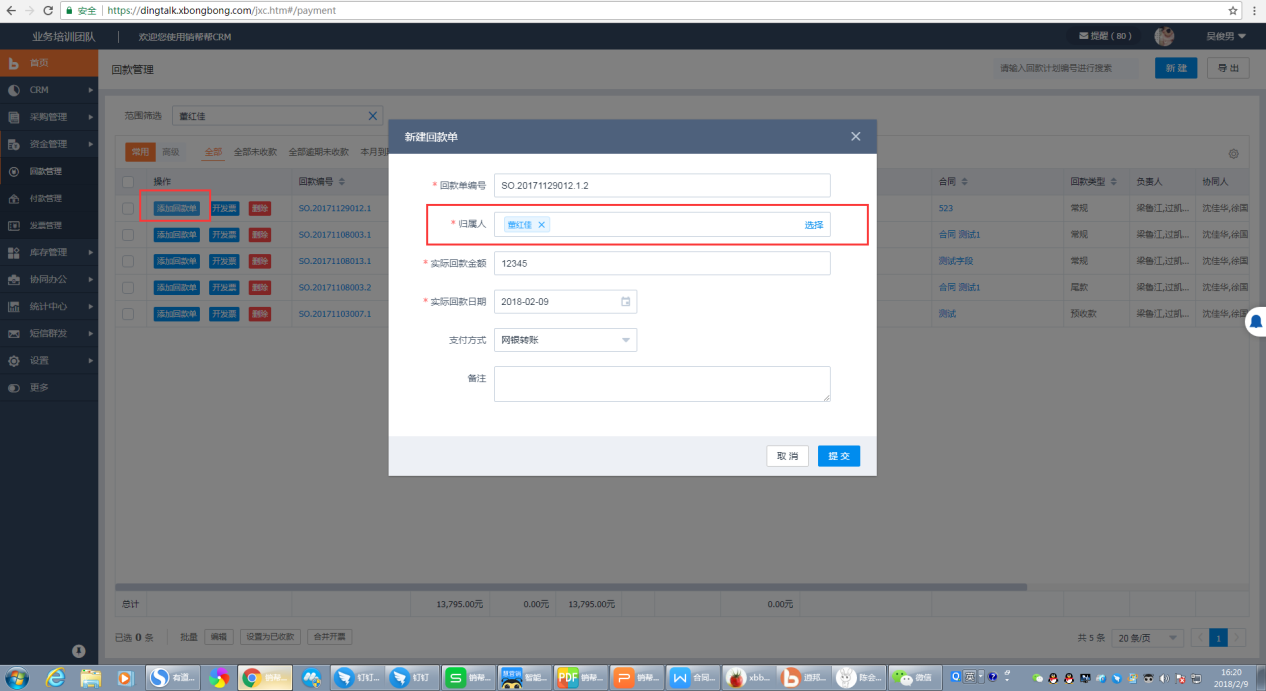 安全 | https://dingtalk.xbongbong.com/jxc.htm#/payment
业务培训团队 | 欢迎您使用销帮帮CRM 提醒 ( 80 ) 吴俊男
首页
CRM
采购管理
资金管理
回款管理
付款管理
发票管理
库存管理
协同办公
统计中心
短信群发
设置
更多
回款管理 请输入回款计划编号进行搜索 新 建 导 出
范围筛选 董红佳
常用 高级 全部 全部未收款 全部逾期未收款
操作 回款编号 合同 回款类型 负责人 协同人
添加回款单 开发票 删除 SO.20171129012.1 523 常规 梁鲁江,过凯... 沈佳华,徐国
添加回款单 开发票 删除 SO.20171108003.1 合同 测试1 常规 梁鲁江,过凯... 沈佳华,徐国
添加回款单 开发票 删除 SO.20171108013.1 测试字段 常规 梁鲁江,过凯... 沈佳华,徐国
添加回款单 开发票 删除 SO.20171108003.2 合同 测试1 尾款 梁鲁江,过凯... 沈佳华,徐国
添加回款单 开发票 删除 SO.20171103007.1 测试 预收款 梁鲁江,过凯... 沈佳华,徐国
新建回款单
* 回款单编号 SO.20171129012.1.2
* 归属人 董红佳 选择
* 实际回款金额 12345
* 实际回款日期 2018-02-09
支付方式 网银转账
备注
取 消 提 交
总计 13,795.00元 0.00元 13,795.00元 0.00元
已选 0 条 批量 编辑 设置为已收款 合并开票 共 5 条 20 条/页 1
有道... 销帮... 钉钉... 钉钉 销帮... 智能... PDF 销帮... 销帮... 合同... xbb... 逍邦... 陈会... 微信 英
16:20
2018/2/9